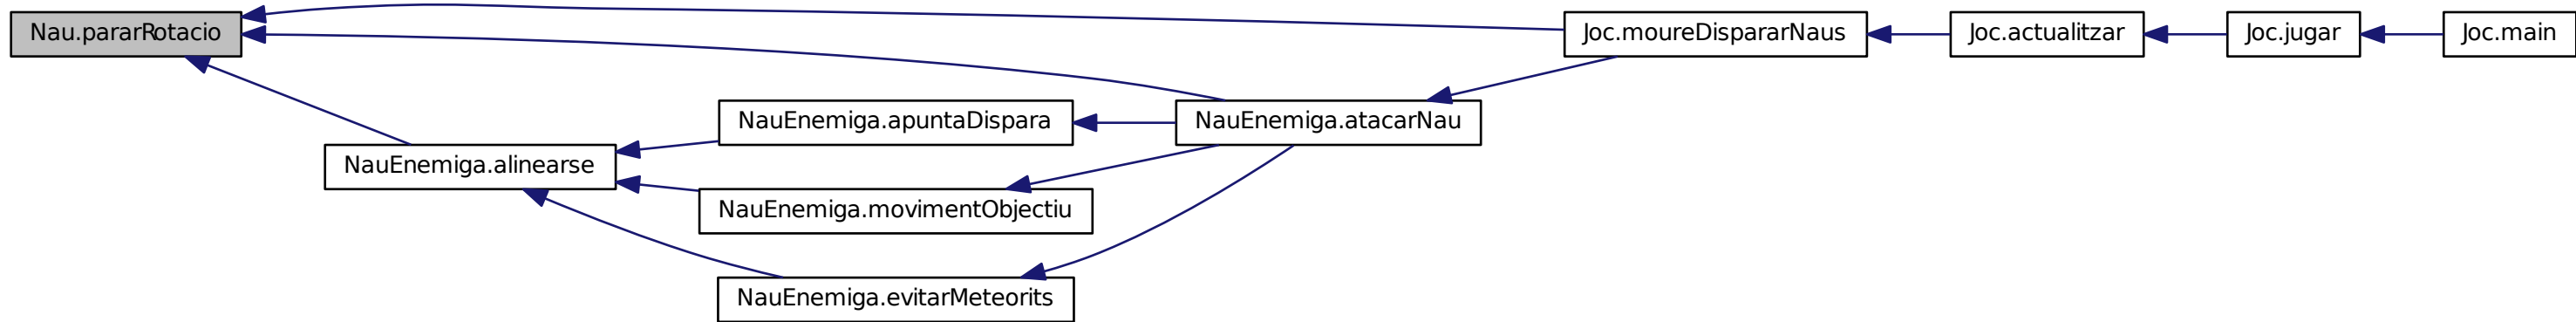 Nau.pararRotacio
Joc.moureDispararNaus
Joc.actualitzar
Joc.jugar
Joc.main
NauEnemiga.apuntaDispara
NauEnemiga.atacarNau
NauEnemiga.alinearse
NauEnemiga.movimentObjectiu
NauEnemiga.evitarMeteorits